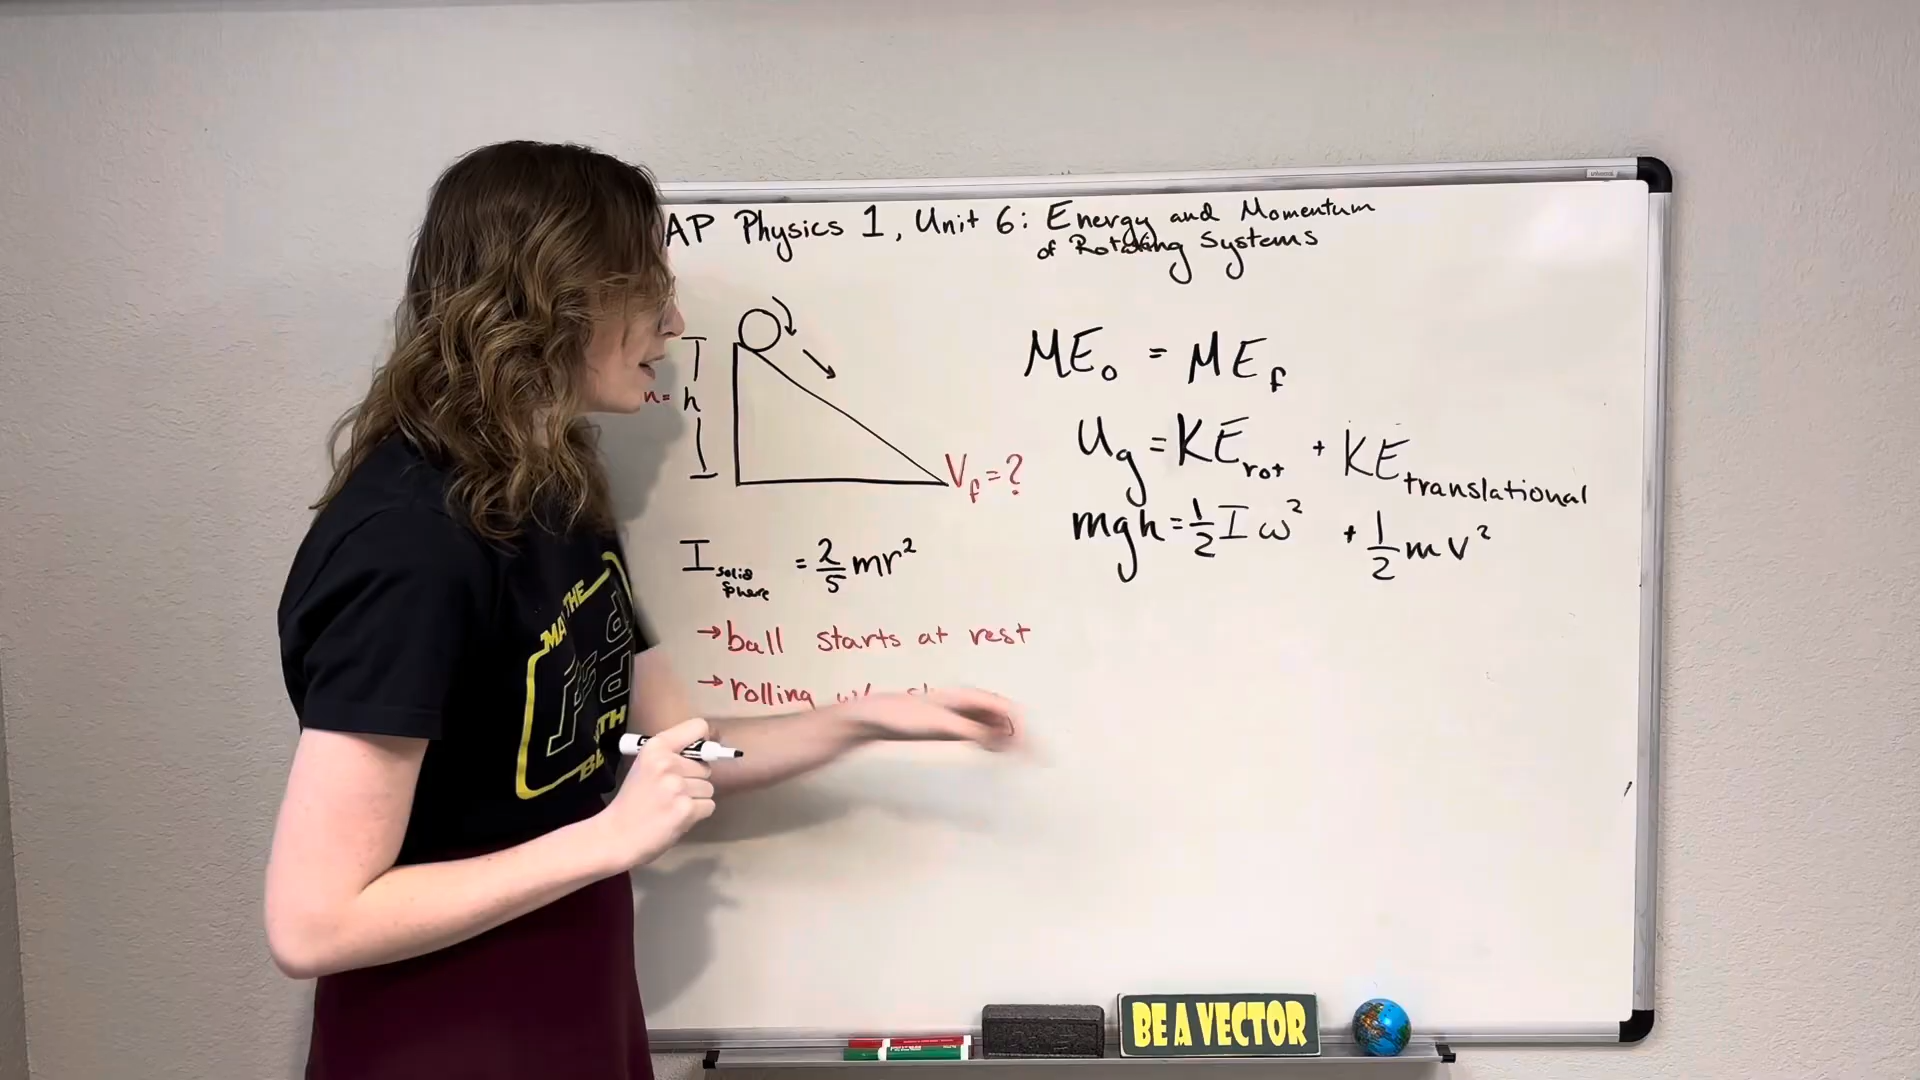 AP Physics 1, Unit 6: Energy and Momentum
of Rotating Systems
h
V_f = ?
I solid sphere = 2/5 mr²
→ ball starts at rest
→ rolling
ME₀ = ME_f
U_g = KE_rot + KE_translational
mgh = 1/2 I ω² + 1/2 m v²
BE A VECTOR